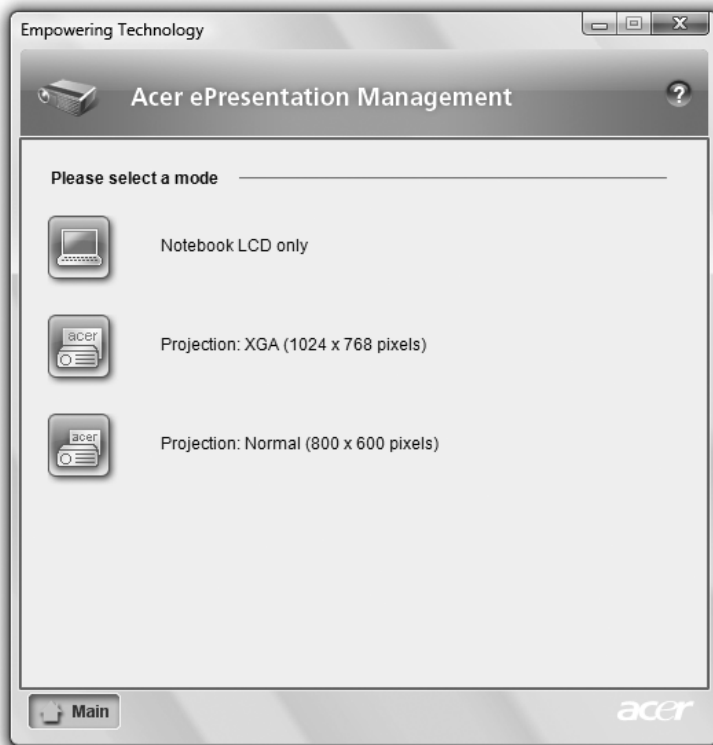 Empowering Technology
Acer ePresentation Management
?
Please select a mode
Notebook LCD only
acer
Projection: XGA (1024 x 768 pixels)
acer
Projection: Normal (800 x 600 pixels)
Main
acer